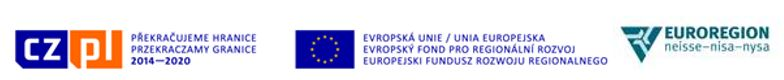 cz pl
PŘEKRAČUJEME HRANICE
PRZEKRACZAMY GRANICE
2014—2020
EVROPSKÁ UNIE / UNIA EUROPEJSKA
EVROPSKÝ FOND PRO REGIONÁLNÍ ROZVOJ
EUROPEJSKI FUNDUSZ ROZWOJU REGIONALNEGO
EUROREGION
neisse–nisa–nysa